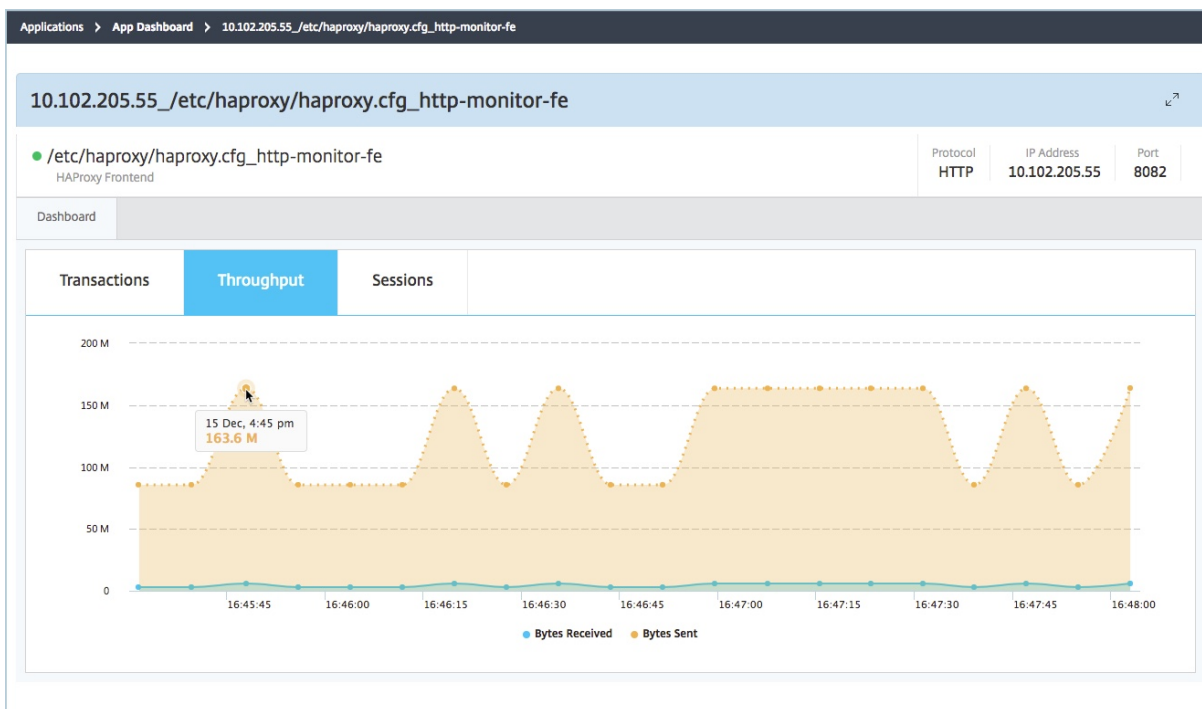 Applications > App Dashboard > 10.102.205.55_/etc/haproxy/haproxy.cfg_http-monitor-fe
10.102.205.55_/etc/haproxy/haproxy.cfg_http-monitor-fe
/etc/haproxy/haproxy.cfg_http-monitor-fe
HAProxy Frontend
Protocol IP Address Port
HTTP 10.102.205.55 8082
Dashboard
Transactions Throughput Sessions
200 M
150 M
15 Dec, 4:45 pm
163.6 M
100 M
50 M
0
16:45:45 16:46:00 16:46:15 16:46:30 16:46:45 16:47:00 16:47:15 16:47:30 16:47:45 16:48:00
Bytes Received Bytes Sent